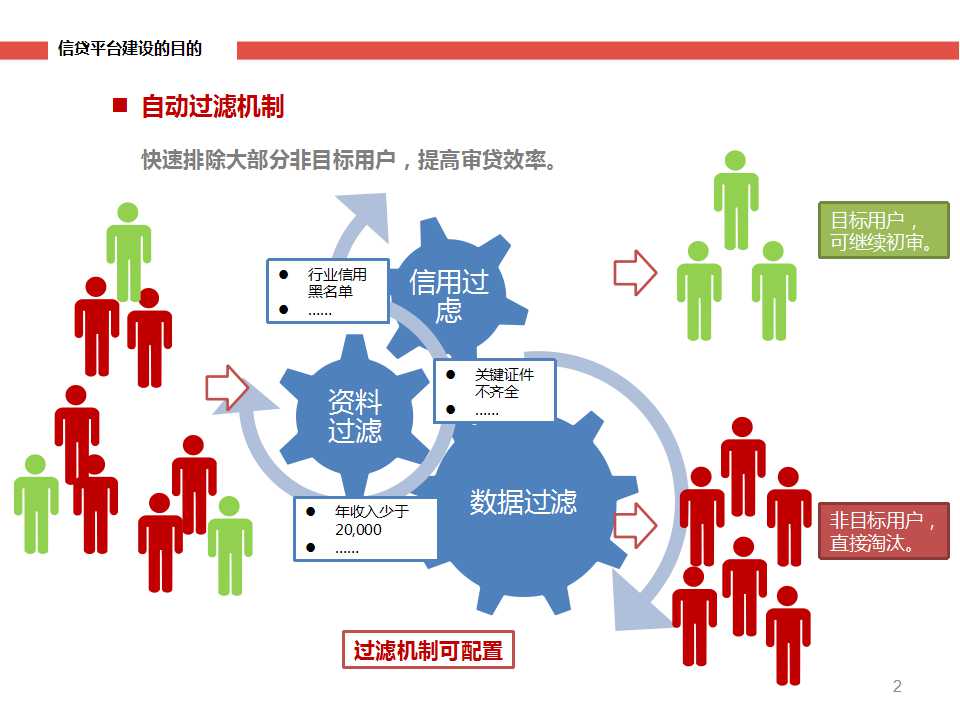 信贷平台建设的目的
■ 自动过滤机制
快速排除大部分非目标用户，提高审贷效率。
目标用户，
可继续初审。
● 行业信用
黑名单
● ……
信用过
虑
● 关键证件
不齐全
● ……
资料
过滤
● 年收入少于
20,000
● ……
数据过滤
非目标用户，
直接淘汰。
过滤机制可配置
2